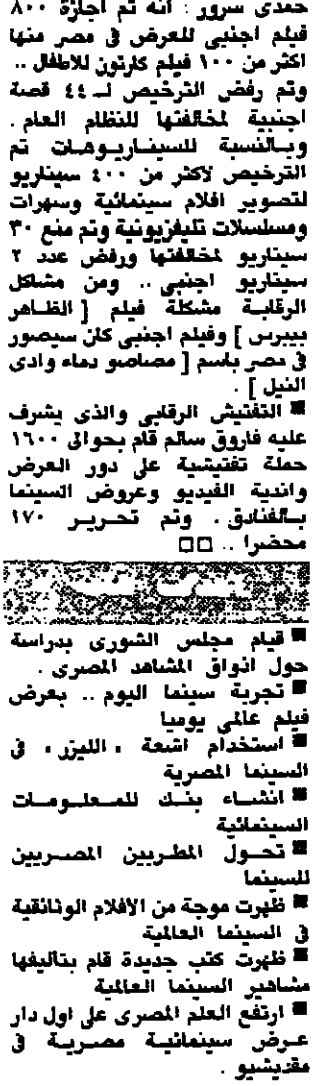 حمدى سرور : انه تم اجازة ٨٠٠
فيلم اجنبى للعرض فى مصر منها
اكثر من ١٠٠ فيلم كارتون للاطفال ..
وتم رفض الترخيص لــ ٤٤ قصة
اجنبية لمخالفتها للنظام العام .
وبالنسبة للسيناريوهات تم
الترخيص لاكثر من ٤٠٠ سيناريو
لتصوير افلام سينمائية وسهرات
ومسلسلات تليفزيونية وتم منع ٣٠
سيناريو لمخالفتها ورفض عدد ٢
سيناريو اجنبى .. ومن مشاكل
الرقابة مشكلة فيلم [ الظاهر
بيبرس ] وفيلم اجنبى كان سيصور
فى مصر باسم [ مصاصو دماء وادى
النيل ] .
■ التفتيش الرقابى والذى يشرف
عليه فاروق سالم قام بحوالى ١٦٠٠
حملة تفتيشية على دور العرض
واندية الفيديو وعروض السينما
بالفنادق . وتم تحرير ١٧٠
محضرا .. □□
■ قيام مجلس الشورى بدراسة
حول اذواق المشاهد المصرى .
■ تجربة سينما اليوم .. بعرض
فيلم عالمى يوميا
■ استخدام اشعة « الليزر » فى
السينما المصرية
■ انشاء بنك للمعلومات
السينمائية
■ تحول المطربين المصريين
للسينما
■ ظهرت موجة من الأفلام الوثائقية
فى السينما العالمية
■ ظهرت كتب جديدة قام بتاليفها
مشاهير السينما العالمية
■ ارتفع العلم المصرى على اول دار
عرض سينمائية مصرية فى
مقديشيو .